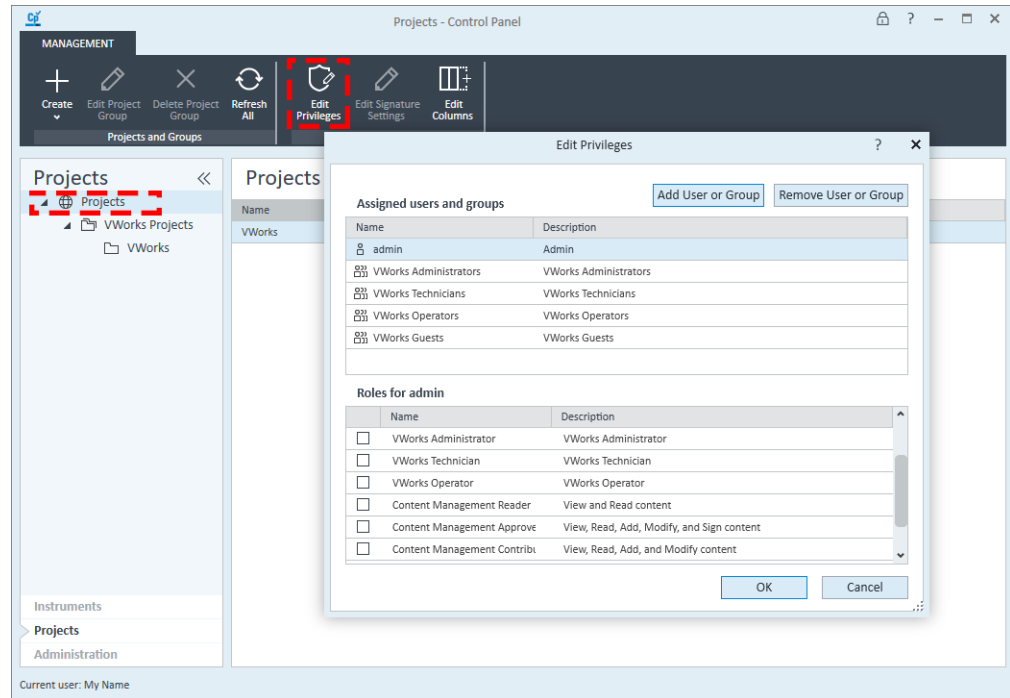 Cp
Projects - Control Panel
?
MANAGEMENT
Create
Edit Project Group
Delete Project Group
Refresh All
Edit Privileges
Edit Signature Settings
Edit Columns
Projects and Groups
Edit Privileges
?
Projects
Projects
VWorks Projects
VWorks
Projects
Name
VWorks
Assigned users and groups
Add User or Group
Remove User or Group
Name Description
admin Admin
VWorks Administrators VWorks Administrators
VWorks Technicians VWorks Technicians
VWorks Operators VWorks Operators
VWorks Guests VWorks Guests
Roles for admin
Name Description
VWorks Administrator VWorks Administrator
VWorks Technician VWorks Technician
VWorks Operator VWorks Operator
Content Management Reader View and Read content
Content Management Approve View, Read, Add, Modify, and Sign content
Content Management Contribu View, Read, Add, and Modify content
OK
Cancel
Instruments
Projects
Administration
Current user: My Name